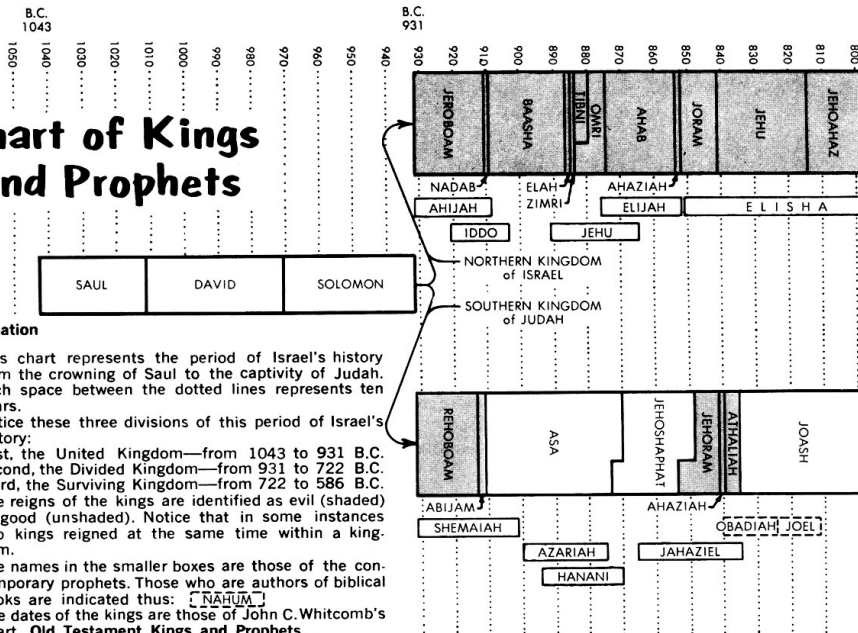 B.C.
1043
B.C.
931
1050
1040
1030
1020
1010
1000
990
980
970
960
950
940
930
920
910
900
890
880
870
860
850
840
830
820
810
800
art of Kings
nd Prophets
JEROBOAM
BAASHA
TIBNI
OMRI
AHAB
JORAM
JEHU
JEHOAHAZ
NADAB
ELAH
ZIMRI
AHAZIAH
AHIJAH
ELIJAH
ELISHA
IDDO
JEHU
NORTHERN KINGDOM
of ISRAEL
SAUL
DAVID
SOLOMON
SOUTHERN KINGDOM
of JUDAH
ation
s chart represents the period of Israel's history
m the crowning of Saul to the captivity of Judah.
ch space between the dotted lines represents ten
ars.
tice these three divisions of this period of Israel's
tory:
st, the United Kingdom—from 1043 to 931 B.C.
cond, the Divided Kingdom—from 931 to 722 B.C.
rd, the Surviving Kingdom—from 722 to 586 B.C.
e reigns of the kings are identified as evil (shaded)
good (unshaded). Notice that in some instances
o kings reigned at the same time within a king-
m.
e names in the smaller boxes are those of the con-
mporary prophets. Those who are authors of biblical
oks are indicated thus: NAHUM
e dates of the kings are those of John C. Whitcomb's
art, Old Testament Kings and Prophets
REHOBOAM
ASA
JEHOSHAPHAT
JEHORAM
ATHALIAH
JOASH
ABIJAM
AHAZIAH
SHEMAIAH
OBADIAH
JOEL
AZARIAH
JAHAZIEL
HANANI